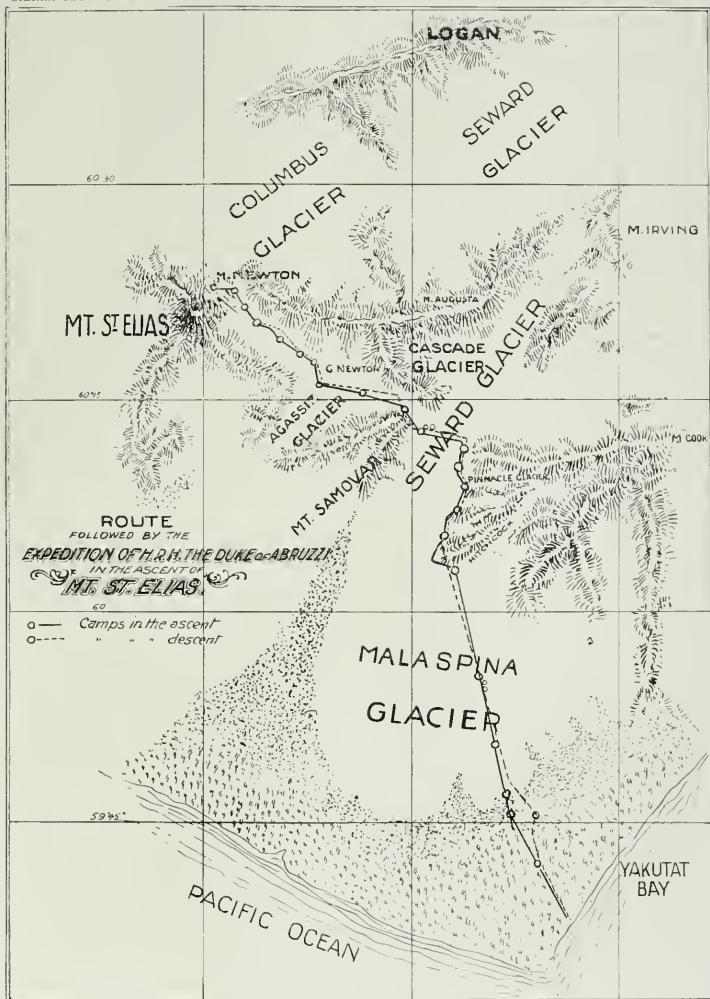 LOGAN
SEWARD
GLACIER
COLUMBUS
GLACIER
60 30
M. IRVING
M. NEWTON
MT. ST. ELIAS
M. AUGUSTA
CASCADE
GLACIER
G NEWTON
SEWARD GLACIER
60°15
AGASSIZ
GLACIER
M COOK
MT. SAMOVAR
PINNACLE GLACIER
HITCHCOCK
ROUTE
FOLLOWED BY THE
EXPEDITION OF H.R.H. THE DUKE OF ABRUZZI
IN THE ASCENT OF
MT. ST. ELIAS.
60
Camps in the ascent
" " " descent
MALASPINA
GLACIER
59°45°
YAKUTAT
BAY
PACIFIC OCEAN